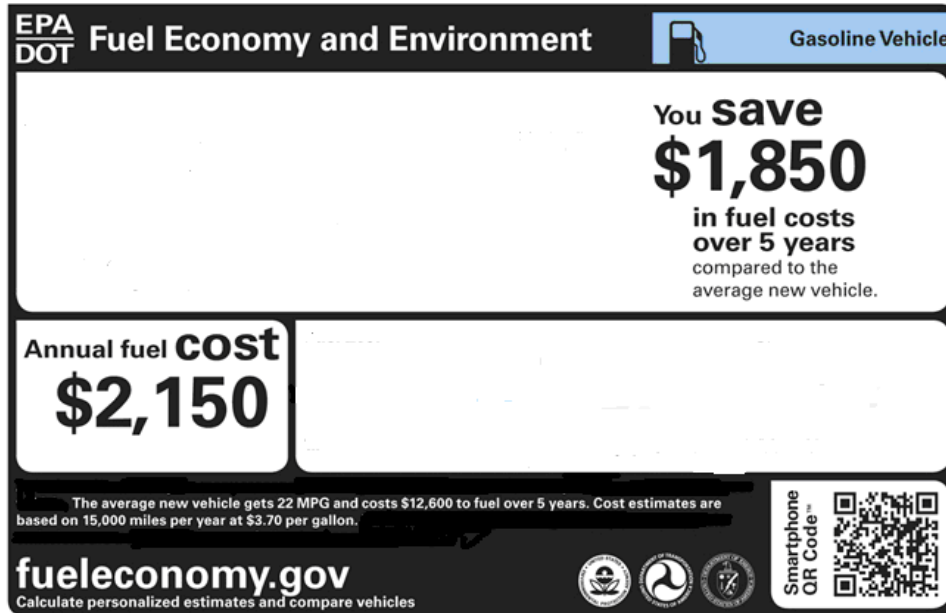 EPA
DOT
Fuel Economy and Environment
Gasoline Vehicle
You save
$1,850
in fuel costs
over 5 years
compared to the
average new vehicle.
Annual fuel cost
$2,150
The average new vehicle gets 22 MPG and costs $12,600 to fuel over 5 years. Cost estimates are
based on 15,000 miles per year at $3.70 per gallon.
fueleconomy.gov
Calculate personalized estimates and compare vehicles
Smartphone
QR Code™